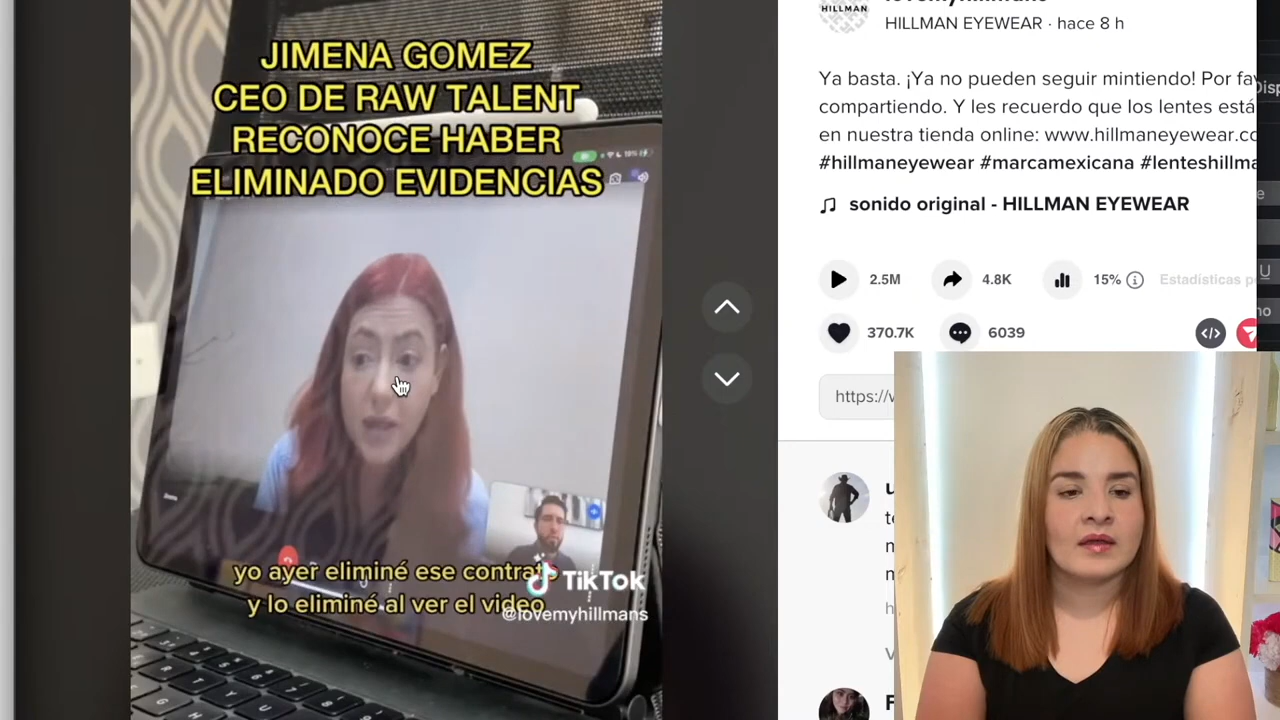 JIMENA GOMEZ
CEO DE RAW TALENT
RECONOCE HABER
ELIMINADO EVIDENCIAS
yo ayer eliminé ese contrato
y lo eliminé al ver el video
TikTok
@lovemyhillmans
HILLMAN
HILLMAN EYEWEAR · hace 8 h
Ya basta. ¡Ya no pueden seguir mintiendo! Por fav
compartiendo. Y les recuerdo que los lentes está
en nuestra tienda online: www.hillmaneyewear.co
#hillmaneyewear #marcamexicana #lenteshillma
sonido original - HILLMAN EYEWEAR
2.5M
4.8K
15%
Estadísticas
370.7K
6039
https://v